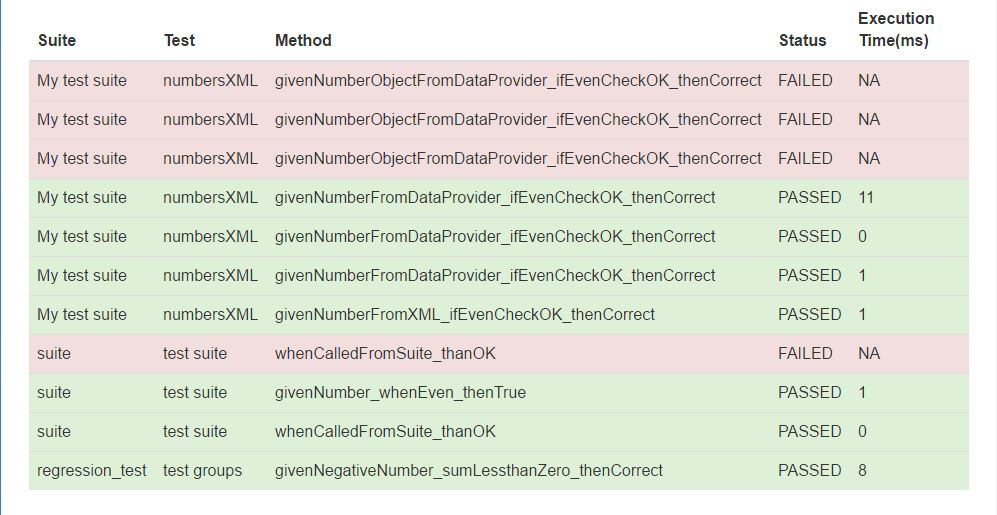 Suite Test Method Status Execution Time(ms)
My test suite numbersXML givenNumberObjectFromDataProvider_ifEvenCheckOK_thenCorrect FAILED NA
My test suite numbersXML givenNumberObjectFromDataProvider_ifEvenCheckOK_thenCorrect FAILED NA
My test suite numbersXML givenNumberObjectFromDataProvider_ifEvenCheckOK_thenCorrect FAILED NA
My test suite numbersXML givenNumberFromDataProvider_ifEvenCheckOK_thenCorrect PASSED 11
My test suite numbersXML givenNumberFromDataProvider_ifEvenCheckOK_thenCorrect PASSED 0
My test suite numbersXML givenNumberFromDataProvider_ifEvenCheckOK_thenCorrect PASSED 1
My test suite numbersXML givenNumberFromXML_ifEvenCheckOK_thenCorrect PASSED 1
suite test suite whenCalledFromSuite_thanOK FAILED NA
suite test suite givenNumber_whenEven_thenTrue PASSED 1
suite test suite whenCalledFromSuite_thanOK PASSED 0
regression_test test groups givenNegativeNumber_sumLessthanZero_thenCorrect PASSED 8